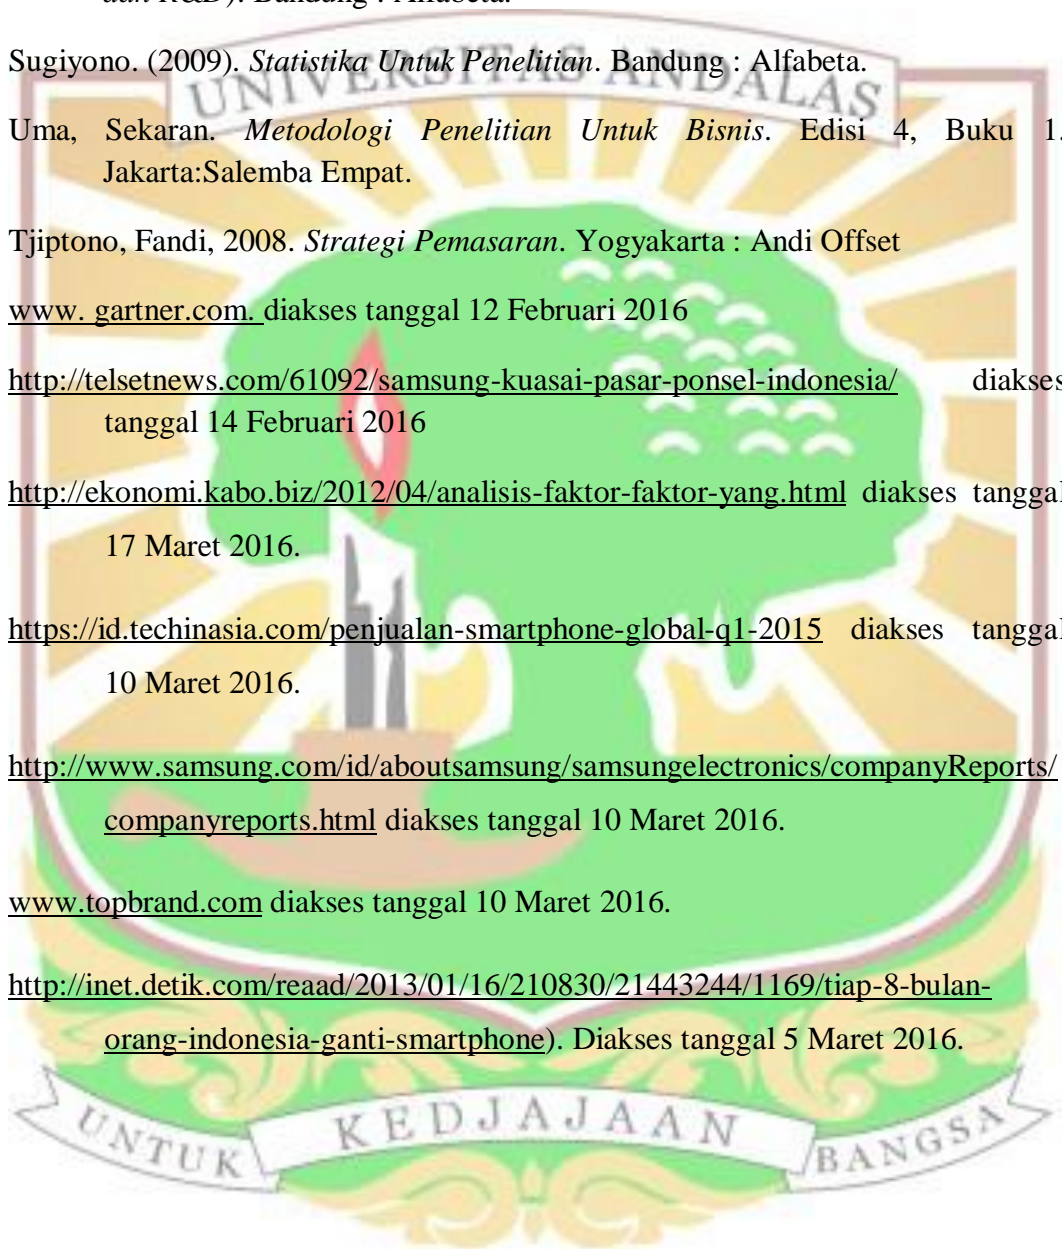 dan R&D). Bandung : Alfabeta.
Sugiyono. (2009). Statistika Untuk Penelitian. Bandung : Alfabeta.
UNIVERSITAS ANDALAS
Uma, Sekaran. Metodologi Penelitian Untuk Bisnis. Edisi 4, Buku 1.
Jakarta:Salemba Empat.
Tjiptono, Fandi, 2008. Strategi Pemasaran. Yogyakarta : Andi Offset
www. gartner.com. diakses tanggal 12 Februari 2016
http://telsetnews.com/61092/samsung-kuasai-pasar-ponsel-indonesia/ diakses
tanggal 14 Februari 2016
http://ekonomi.kabo.biz/2012/04/analisis-faktor-faktor-yang.html diakses tanggal
17 Maret 2016.
https://id.techinasia.com/penjualan-smartphone-global-q1-2015 diakses tanggal
10 Maret 2016.
http://www.samsung.com/id/aboutsamsung/samsungelectronics/companyReports/
companyreports.html diakses tanggal 10 Maret 2016.
www.topbrand.com diakses tanggal 10 Maret 2016.
http://inet.detik.com/reaad/2013/01/16/210830/21443244/1169/tiap-8-bulan-
orang-indonesia-ganti-smartphone). Diakses tanggal 5 Maret 2016.
UNTUK KEDJAJAAN BANGSA